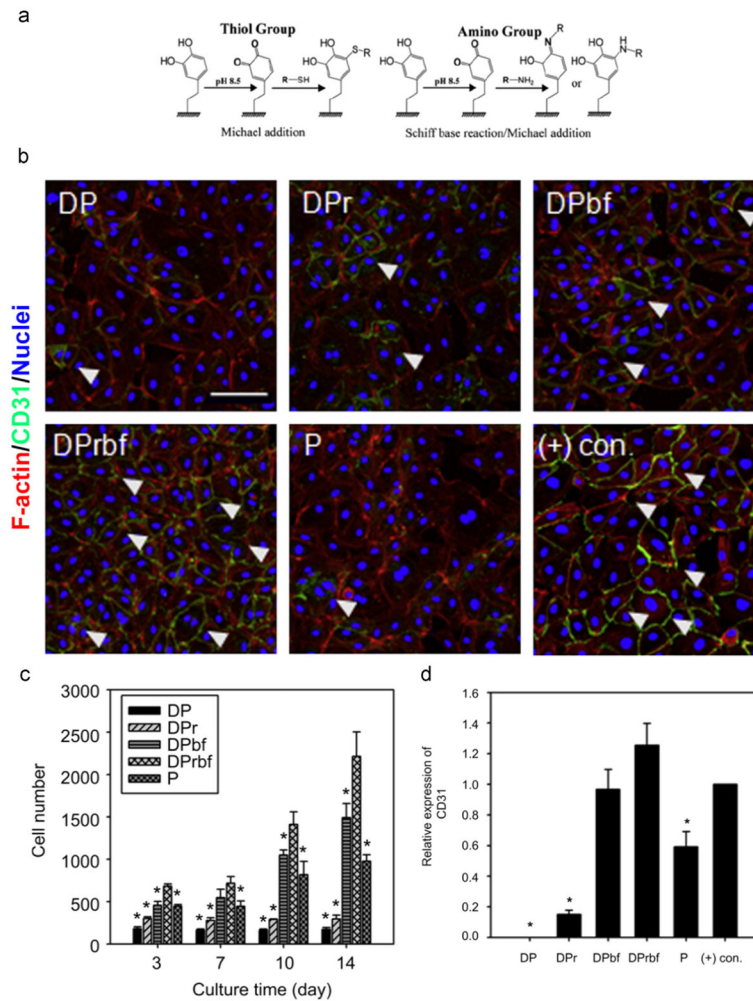 a
Thiol Group
Amino Group
HO
HO
pH 8.5
O
O
R—SH
HO
HO
S
R
Michael addition
HO
HO
pH 8.5
O
O
R—NH₂
N
R
HO
or
HO
HO
H
N
R
Schiff base reaction/Michael addition
b
F-actin/CD31/Nuclei
DP
DPr
DPbf
DPrbf
P
(+) con.
c
Cell number
3000
2500
2000
1500
1000
500
0
DP
DPr
DPbf
DPrbf
P
* * * *
* * *
* * * *
* * * *
3 7 10 14
Culture time (day)
d
Relative expression of
CD31
1.6
1.4
1.2
1.0
0.8
0.6
0.4
0.2
0.0
* * *
DP DPr DPbf DPrbf P (+) con.